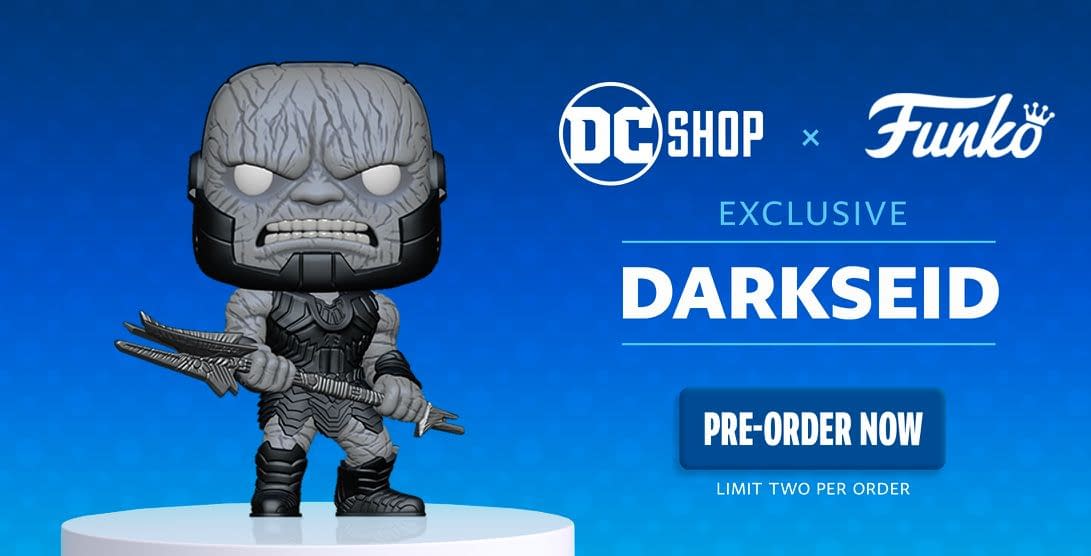 DC SHOP × Funko
EXCLUSIVE
DARKSEID
PRE-ORDER NOW
LIMIT TWO PER ORDER